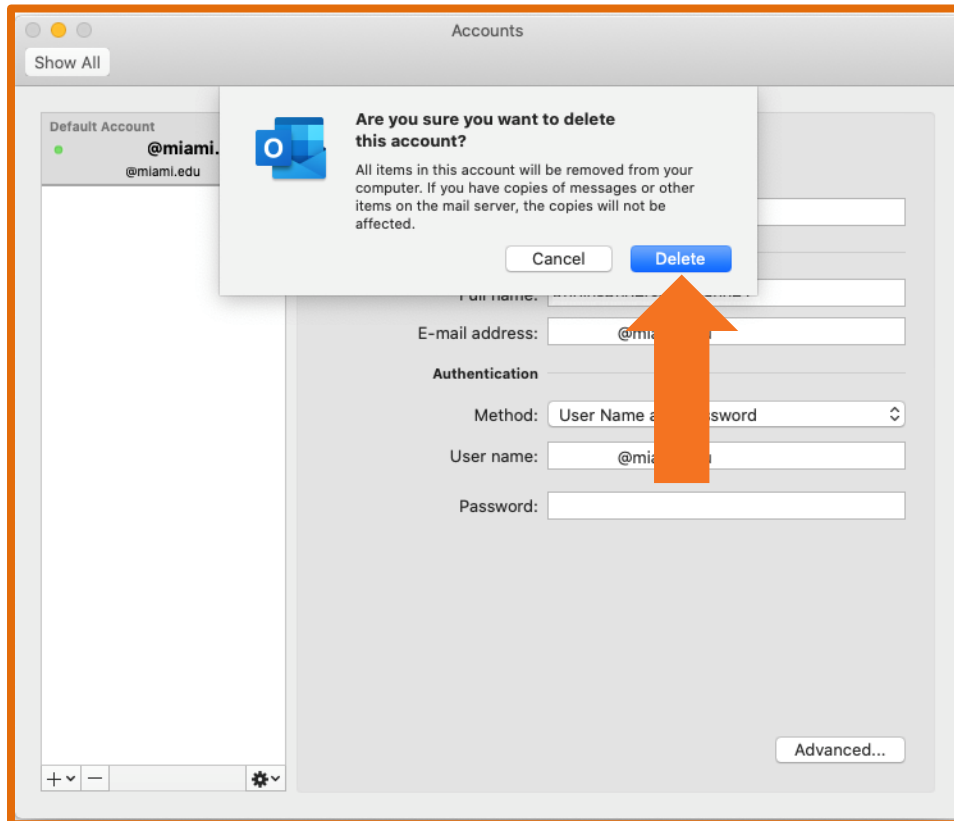 Accounts
Show All
Default Account
@miami.
@miami.edu
O
Are you sure you want to delete
this account?
All items in this account will be removed from your
computer. If you have copies of messages or other
items on the mail server, the copies will not be
affected.
Cancel
Delete
Full name:
E-mail address:
Authentication
Method:
User Name
User name:
Password:
Advanced...